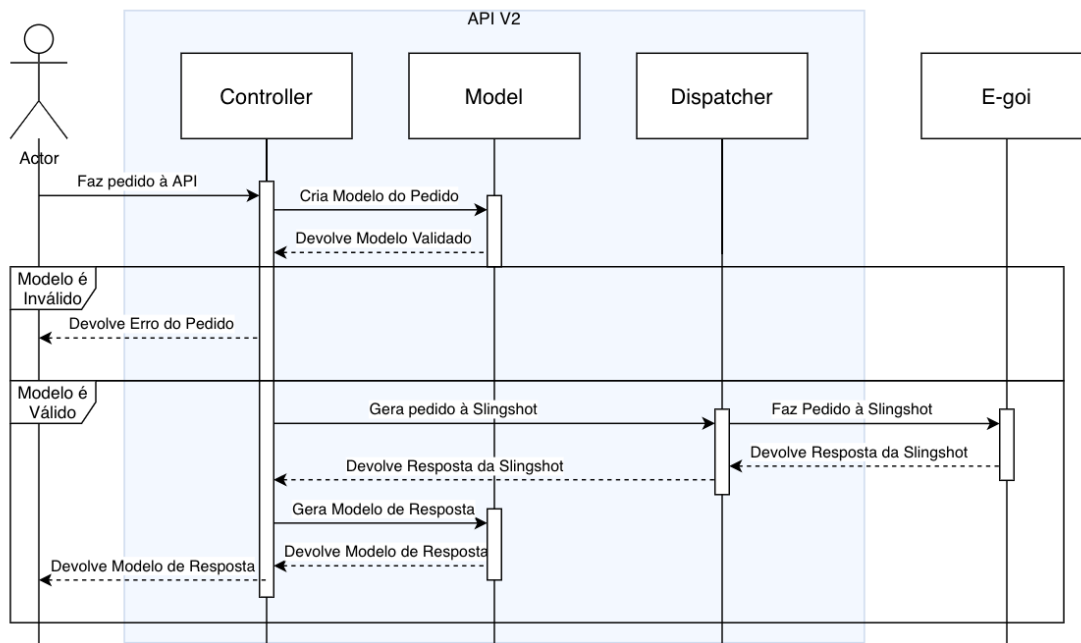 API V2
Controller
Model
Dispatcher
E-goi
Actor
Faz pedido à API
Cria Modelo do Pedido
Devolve Modelo Validado
Modelo é
Inválido
Devolve Erro do Pedido
Modelo é
Válido
Gera pedido à Slingshot
Faz Pedido à Slingshot
Devolve Resposta da Slingshot
Devolve Resposta da Slingshot
Gera Modelo de Resposta
Devolve Modelo de Resposta
Devolve Modelo de Resposta